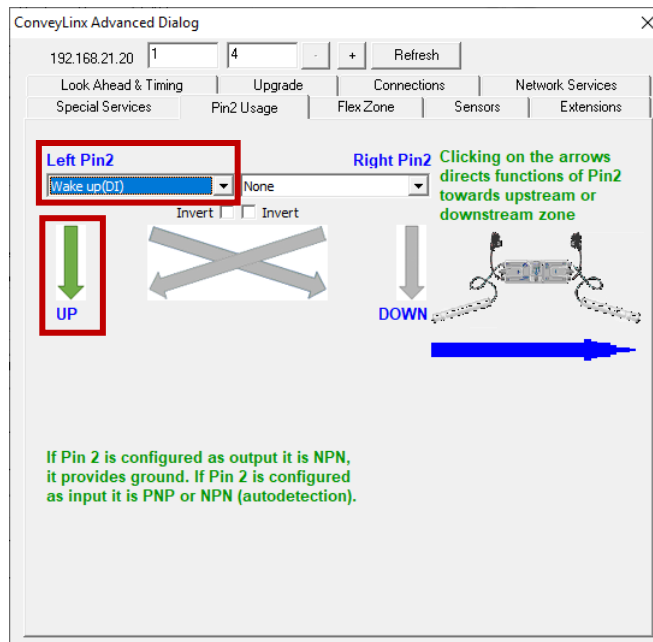 ConveyLinx Advanced Dialog
192.168.21.20 1 4 - + Refresh
Look Ahead & Timing Upgrade Connections Network Services
Special Services Pin2 Usage Flex Zone Sensors Extensions
Left Pin2 Right Pin2
Wake up(DI) None
Invert Invert
UP DOWN
Clicking on the arrows
directs functions of Pin2
towards upstream or
downstream zone
If Pin 2 is configured as output it is NPN,
it provides ground. If Pin 2 is configured
as input it is PNP or NPN (autodetection).